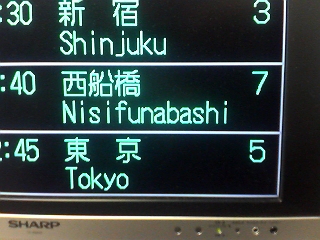 :30 新宿 3
Shinjuku
:40 西船橋 7
Nisifunabashi
:45 東京 5
Tokyo
SHARP